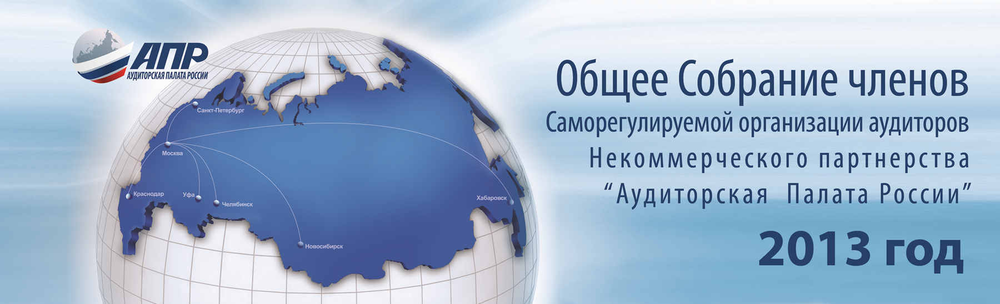 АПР
АУДИТОРСКАЯ ПАЛАТА РОССИИ
Общее Собрание членов
Саморегулируемой организации аудиторов
Некоммерческого партнерства
“Аудиторская Палата России”
2013 год
Санкт-Петербург
Москва
Краснодар
Уфа
Челябинск
Новосибирск
Хабаровск